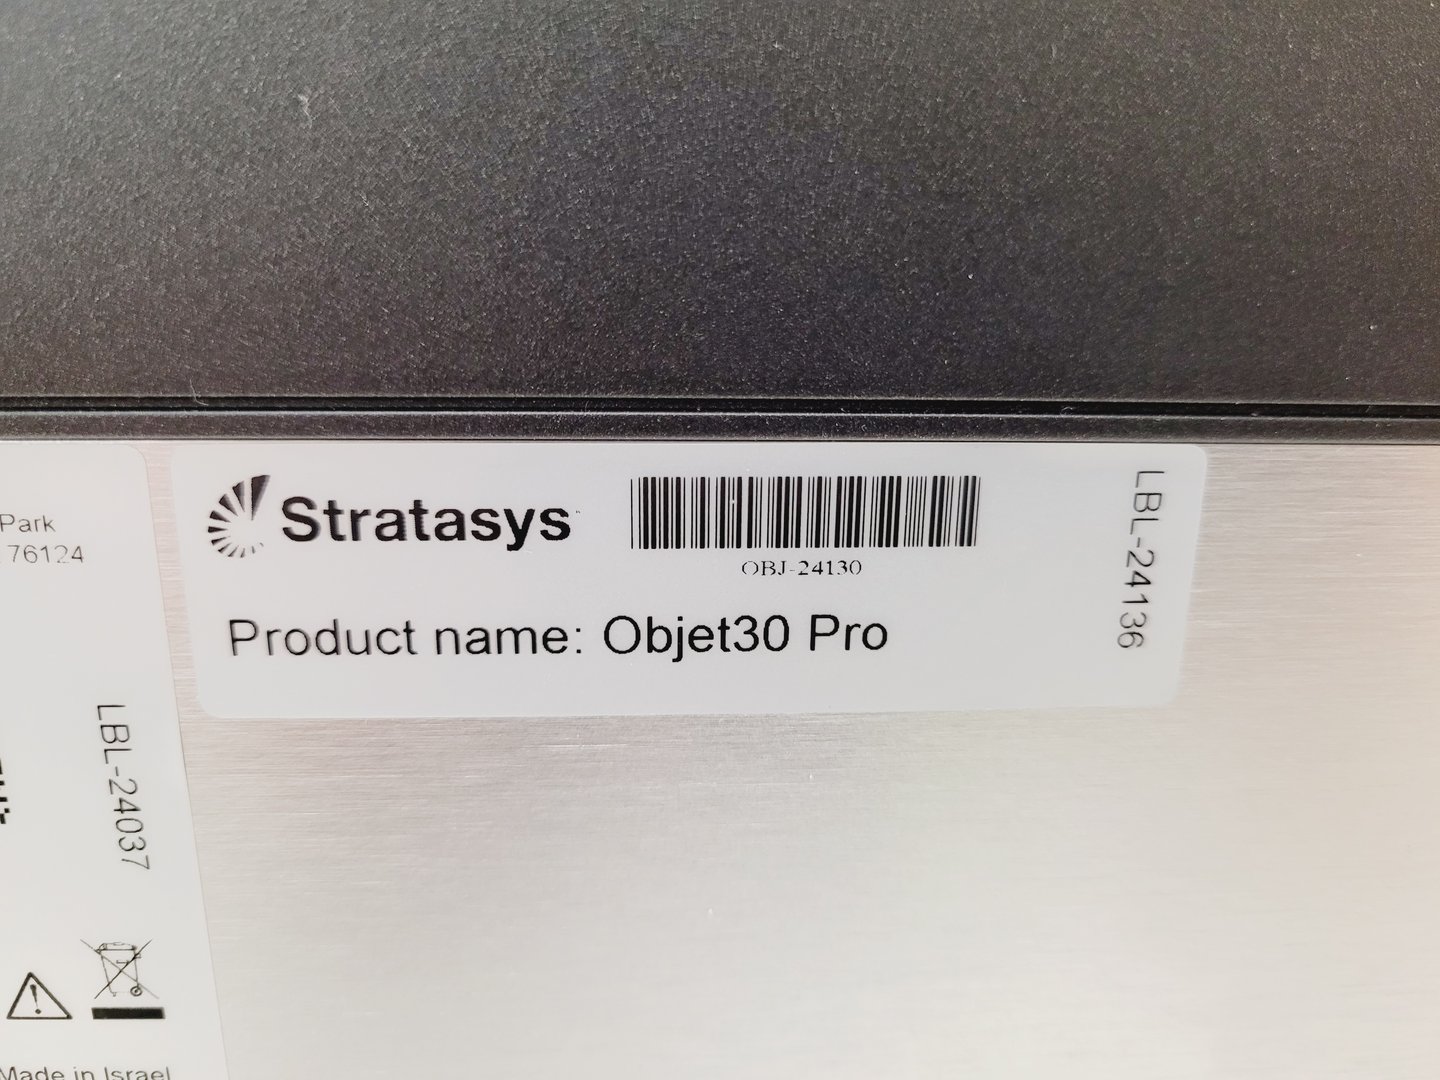 Stratasys
OBJ-24130
Product name: Objet30 Pro
LBL-24136
Park
76124
LBL-24037
Made in Israel